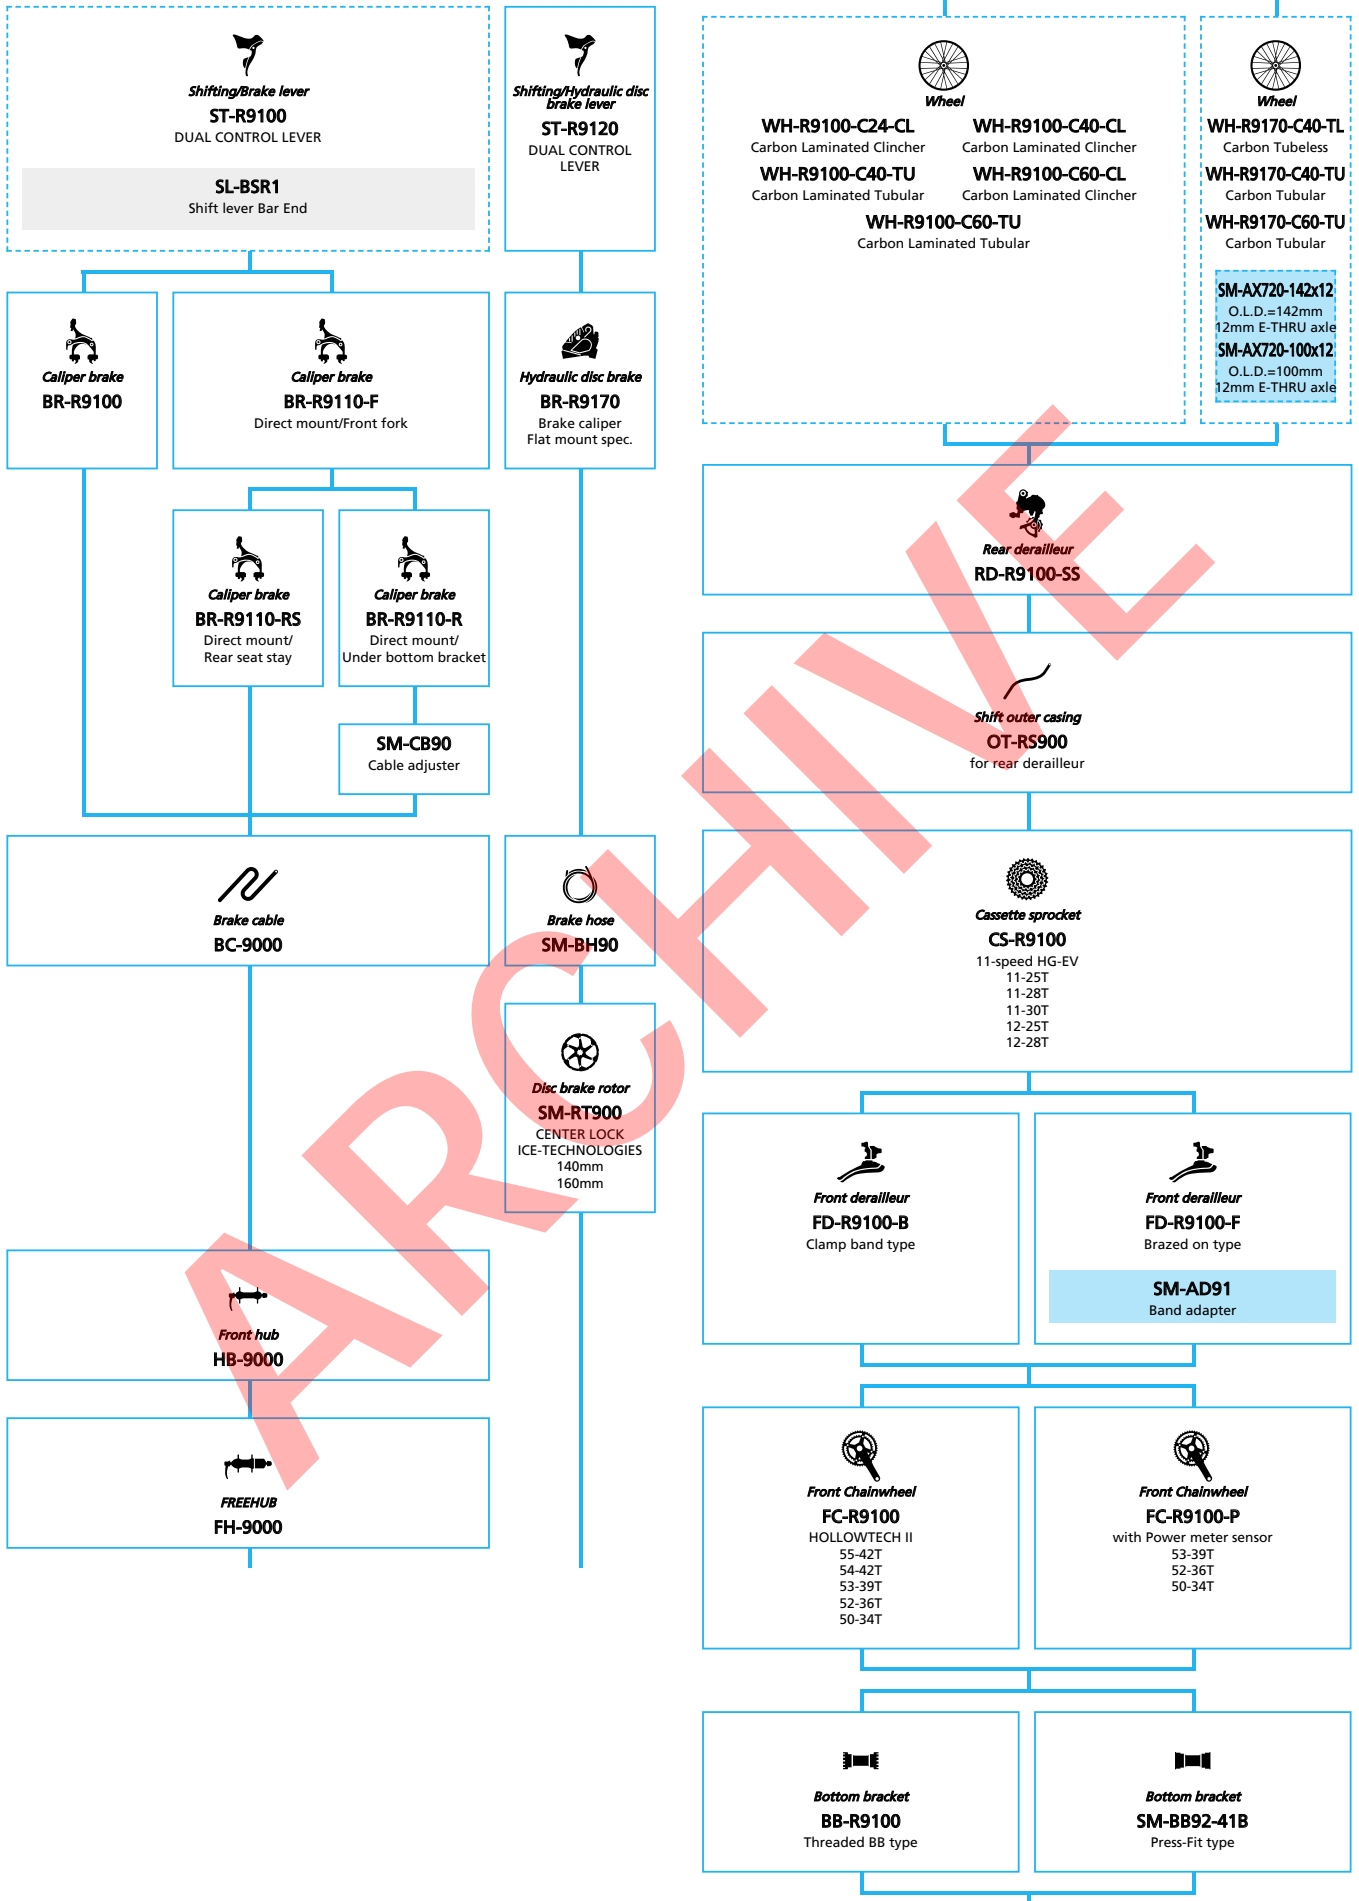 Shifting/Brake lever
ST-R9100
DUAL CONTROL LEVER
SL-BSR1
Shift lever Bar End
Shifting/Hydraulic disc
brake lever
ST-R9120
DUAL CONTROL
LEVER
Caliper brake
BR-R9100
Caliper brake
BR-R9110-F
Direct mount/Front fork
Hydraulic disc brake
BR-R9170
Brake caliper
Flat mount spec.
Caliper brake
BR-R9110-RS
Direct mount/
Rear seat stay
Caliper brake
BR-R9110-R
Direct mount/
Under bottom bracket
SM-CB90
Cable adjuster
Brake cable
BC-9000
Brake hose
SM-BH90
Disc brake rotor
SM-RT900
CENTER LOCK
ICE-TECHNOLOGIES
140mm
160mm
Front hub
HB-9000
FREEHUB
FH-9000
Wheel
WH-R9100-C24-CL
Carbon Laminated Clincher
WH-R9100-C40-CL
Carbon Laminated Clincher
WH-R9100-C40-TU
Carbon Laminated Tubular
WH-R9100-C60-CL
Carbon Laminated Clincher
WH-R9100-C60-TU
Carbon Laminated Tubular
Wheel
WH-R9170-C40-TL
Carbon Tubeless
WH-R9170-C40-TU
Carbon Tubular
WH-R9170-C60-TU
Carbon Tubular
SM-AX720-142x12
O.L.D.=142mm
12mm E-THRU axle
SM-AX720-100x12
O.L.D.=100mm
12mm E-THRU axle
Rear derailleur
RD-R9100-SS
Shift outer casing
OT-RS900
for rear derailleur
Cassette sprocket
CS-R9100
11-speed HG-EV
11-25T
11-28T
11-30T
12-25T
12-28T
Front derailleur
FD-R9100-B
Clamp band type
Front derailleur
FD-R9100-F
Brazed on type
SM-AD91
Band adapter
Front Chainwheel
FC-R9100
HOLLOWTECH II
55-42T
54-42T
53-39T
52-36T
50-34T
Front Chainwheel
FC-R9100-P
with Power meter sensor
53-39T
52-36T
50-34T
Bottom bracket
BB-R9100
Threaded BB type
Bottom bracket
SM-BB92-41B
Press-Fit type
ARCHIVE